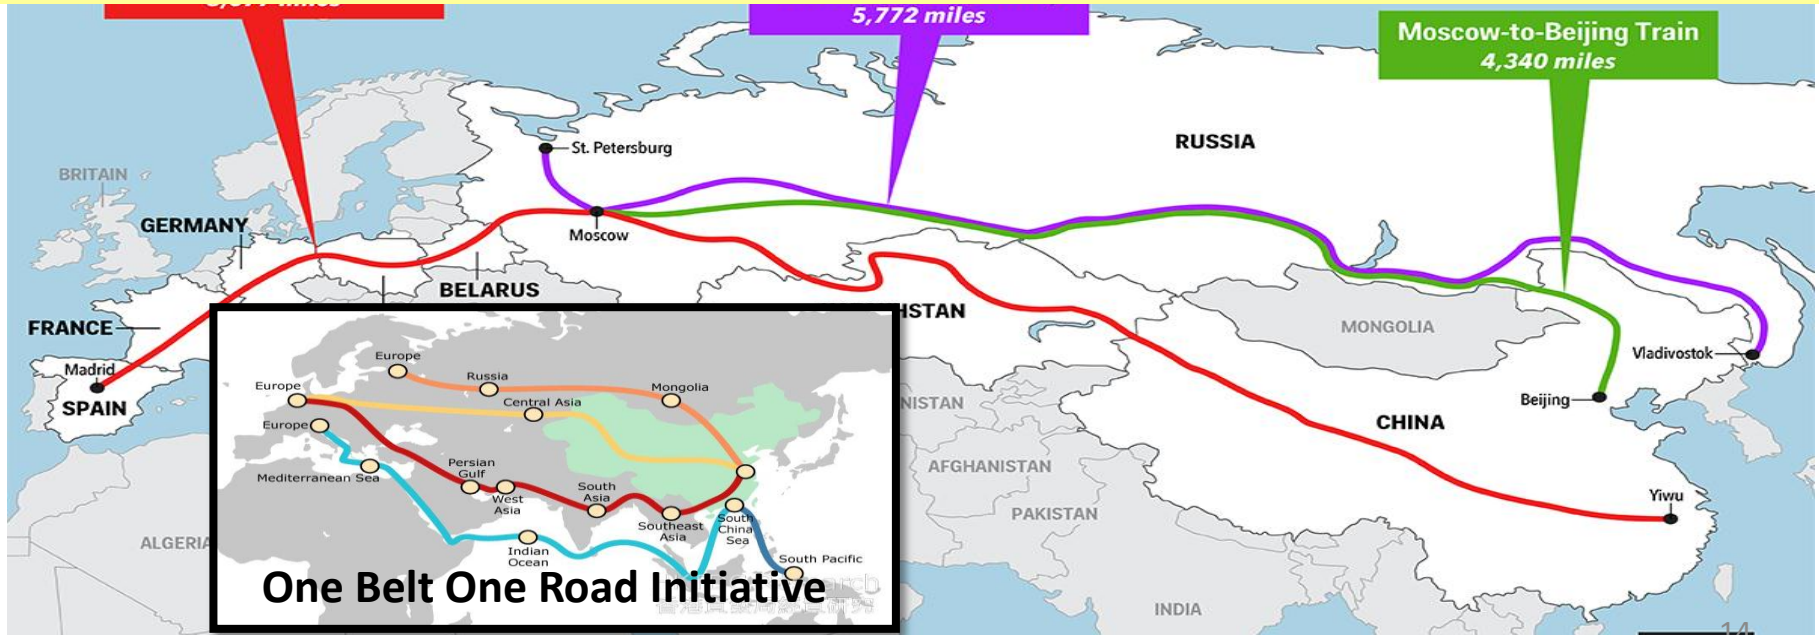 5,772 miles
Moscow-to-Beijing Train
4,340 miles
RUSSIA
St. Petersburg
BRITAIN
GERMANY
Moscow
BELARUS
FRANCE
HSTAN
MONGOLIA
Vladivostok
Madrid
SPAIN
Beijing
NISTAN
CHINA
AFGHANISTAN
Yiwu
PAKISTAN
ALGERIA
INDIA
14
Europe
Russia
Mongolia
Europe
Central Asia
Europe
Mediterranean Sea
Persian
Gulf
West
Asia
South
Asia
Southeast
Asia
South
China
Sea
Indian
Ocean
South Pacific
One Belt One Road Initiative